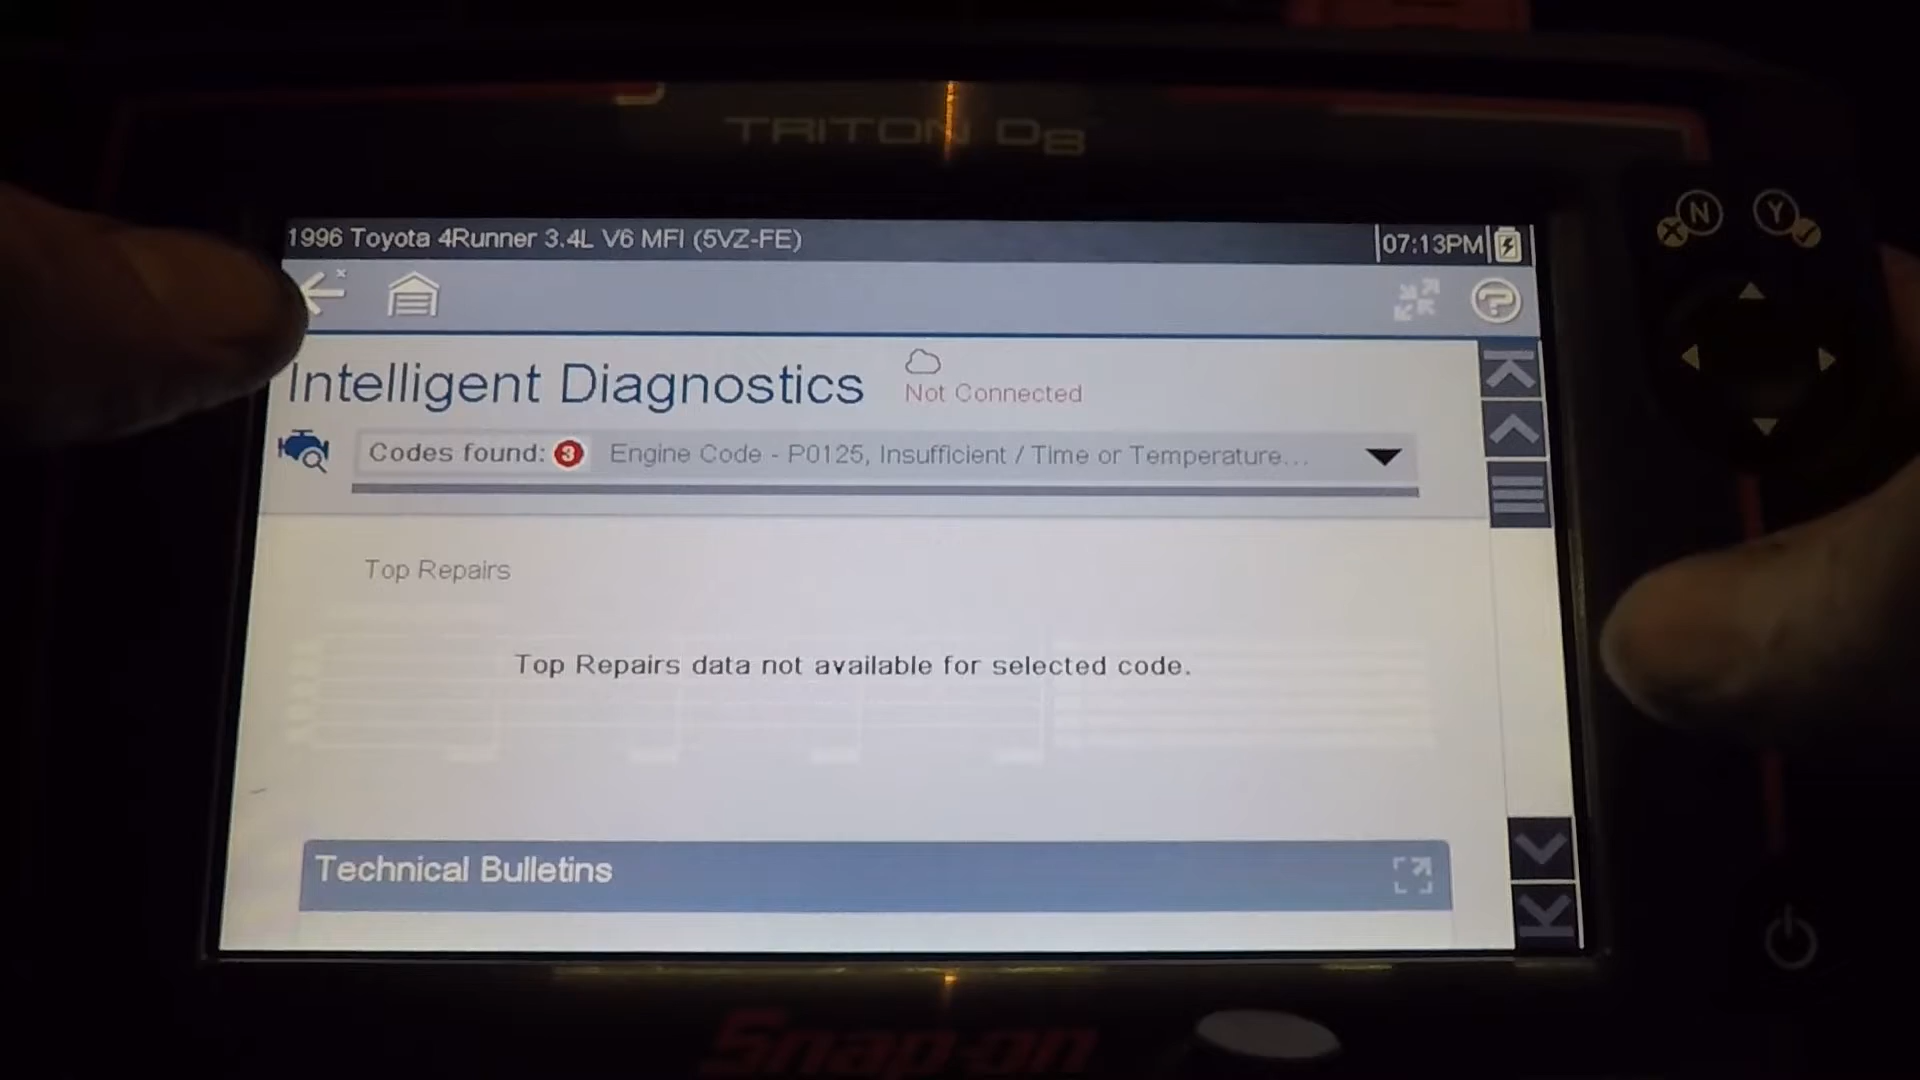 TRITON D8
N Y
1996 Toyota 4Runner 3.4L V6 MFI (5VZ-FE)
07:13PM
Intelligent Diagnostics
Not Connected
Codes found: 3 Engine Code - P0125, Insufficient / Time or Temperature...
Top Repairs
Top Repairs data not available for selected code.
Technical Bulletins
Snap-on